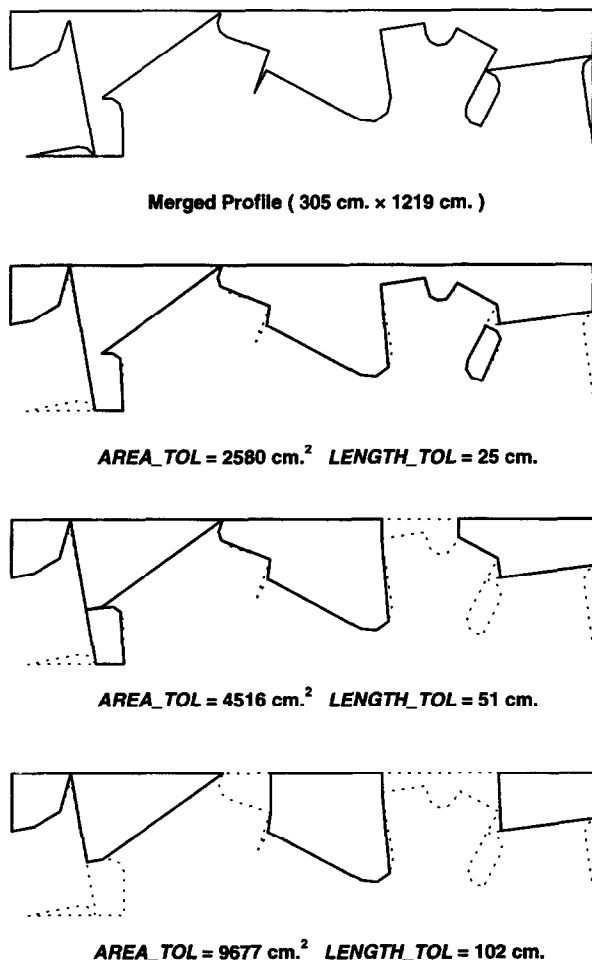 Merged Profile ( 305 cm. × 1219 cm. )
AREA_TOL = 2580 cm.² LENGTH_TOL = 25 cm.
AREA_TOL = 4516 cm.² LENGTH_TOL = 51 cm.
AREA_TOL = 9677 cm.² LENGTH_TOL = 102 cm.